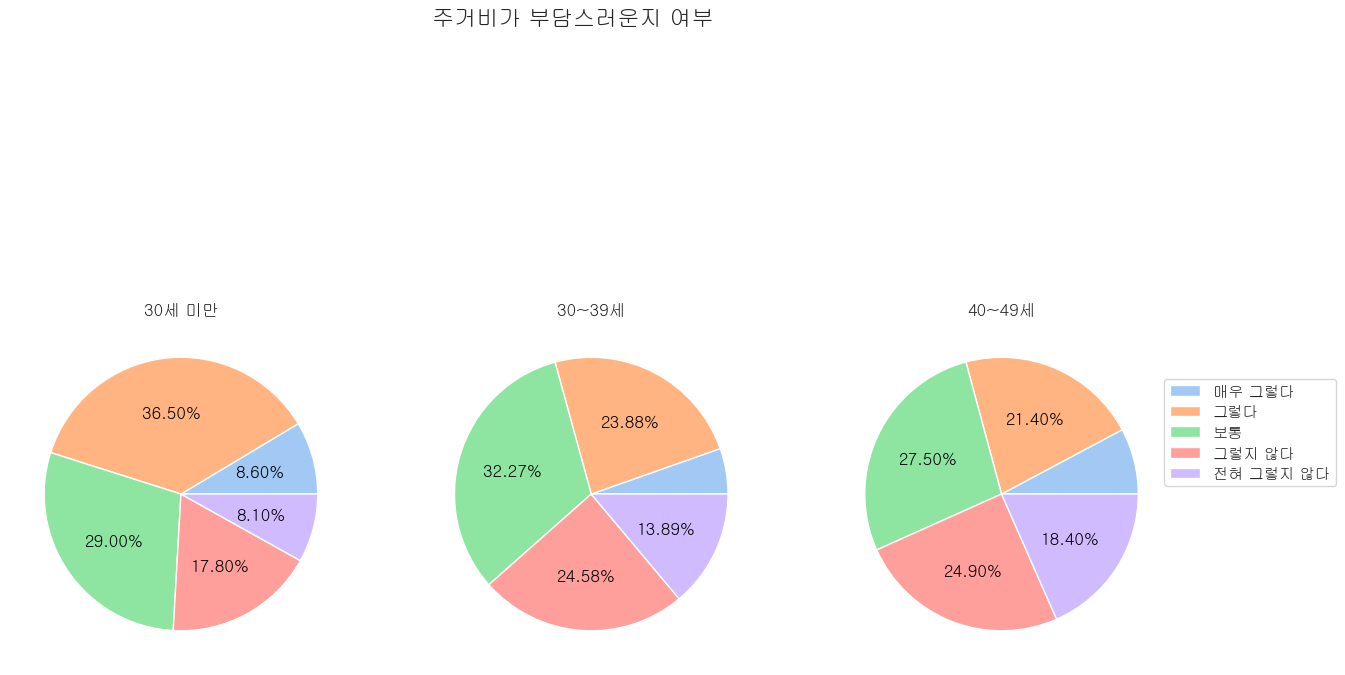 주거비가 부담스러운지 여부
30세 미만
36.50%
8.60%
29.00%
8.10%
17.80%
30~39세
23.88%
32.27%
13.89%
24.58%
40~49세
21.40%
27.50%
18.40%
24.90%
매우 그렇다
그렇다
보통
그렇지 않다
전혀 그렇지 않다